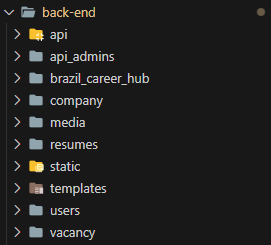 back-end
api
api_admins
brazil_career_hub
company
media
resumes
static
templates
users
vacancy